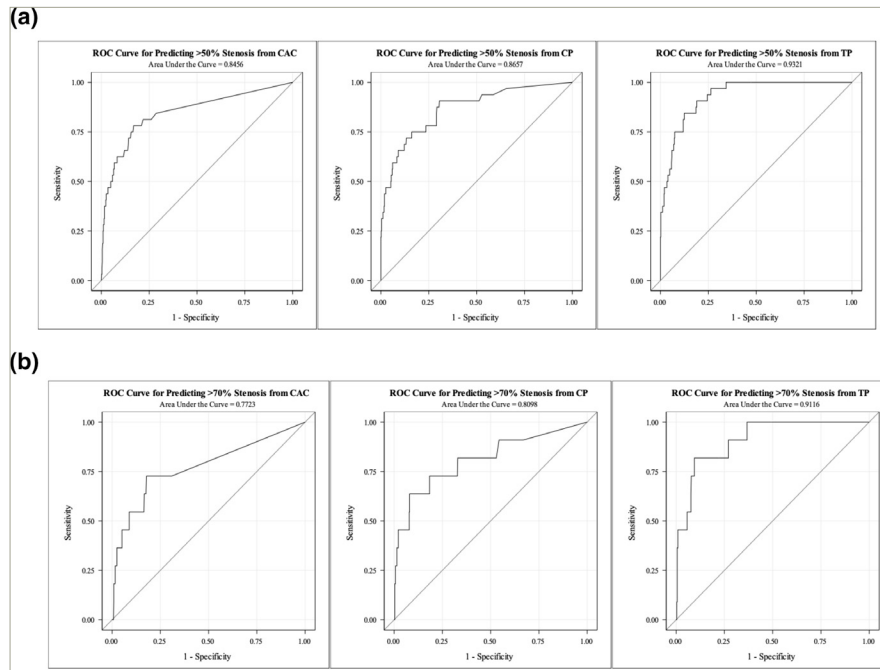 (a)
ROC Curve for Predicting >50% Stenosis from CAC
Area Under the Curve = 0.8456
1.00
0.75
0.50
0.25
0.00
Sensitivity
0.00 0.25 0.50 0.75 1.00
1 - Specificity
ROC Curve for Predicting >50% Stenosis from CP
Area Under the Curve = 0.8657
1.00
0.75
0.50
0.25
0.00
Sensitivity
0.00 0.25 0.50 0.75 1.00
1 - Specificity
ROC Curve for Predicting >50% Stenosis from TP
Area Under the Curve = 0.9321
1.00
0.75
0.50
0.25
0.00
Sensitivity
0.00 0.25 0.50 0.75 1.00
1 - Specificity
(b)
ROC Curve for Predicting >70% Stenosis from CAC
Area Under the Curve = 0.7723
1.00
0.75
0.50
0.25
0.00
Sensitivity
0.00 0.25 0.50 0.75 1.00
1 - Specificity
ROC Curve for Predicting >70% Stenosis from CP
Area Under the Curve = 0.8098
1.00
0.75
0.50
0.25
0.00
Sensitivity
0.00 0.25 0.50 0.75 1.00
1 - Specificity
ROC Curve for Predicting >70% Stenosis from TP
Area Under the Curve = 0.9116
1.00
0.75
0.50
0.25
0.00
Sensitivity
0.00 0.25 0.50 0.75 1.00
1 - Specificity